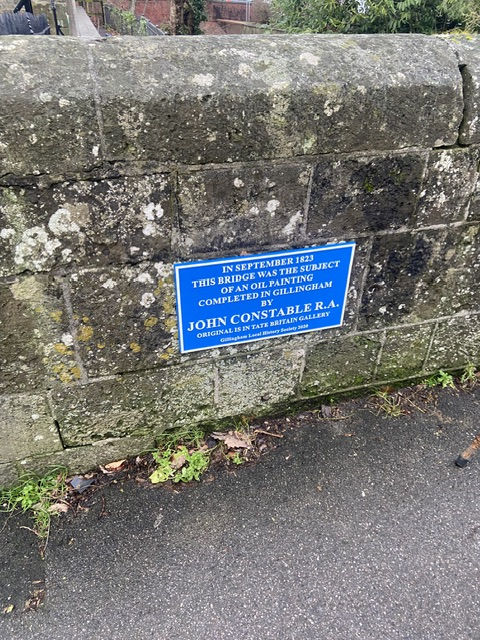 IN SEPTEMBER 1823
THIS BRIDGE WAS THE SUBJECT
OF AN OIL PAINTING
COMPLETED IN GILLINGHAM
BY
JOHN CONSTABLE R.A.
ORIGINAL IS IN TATE BRITAIN GALLERY
Gillingham Local History Society 2020